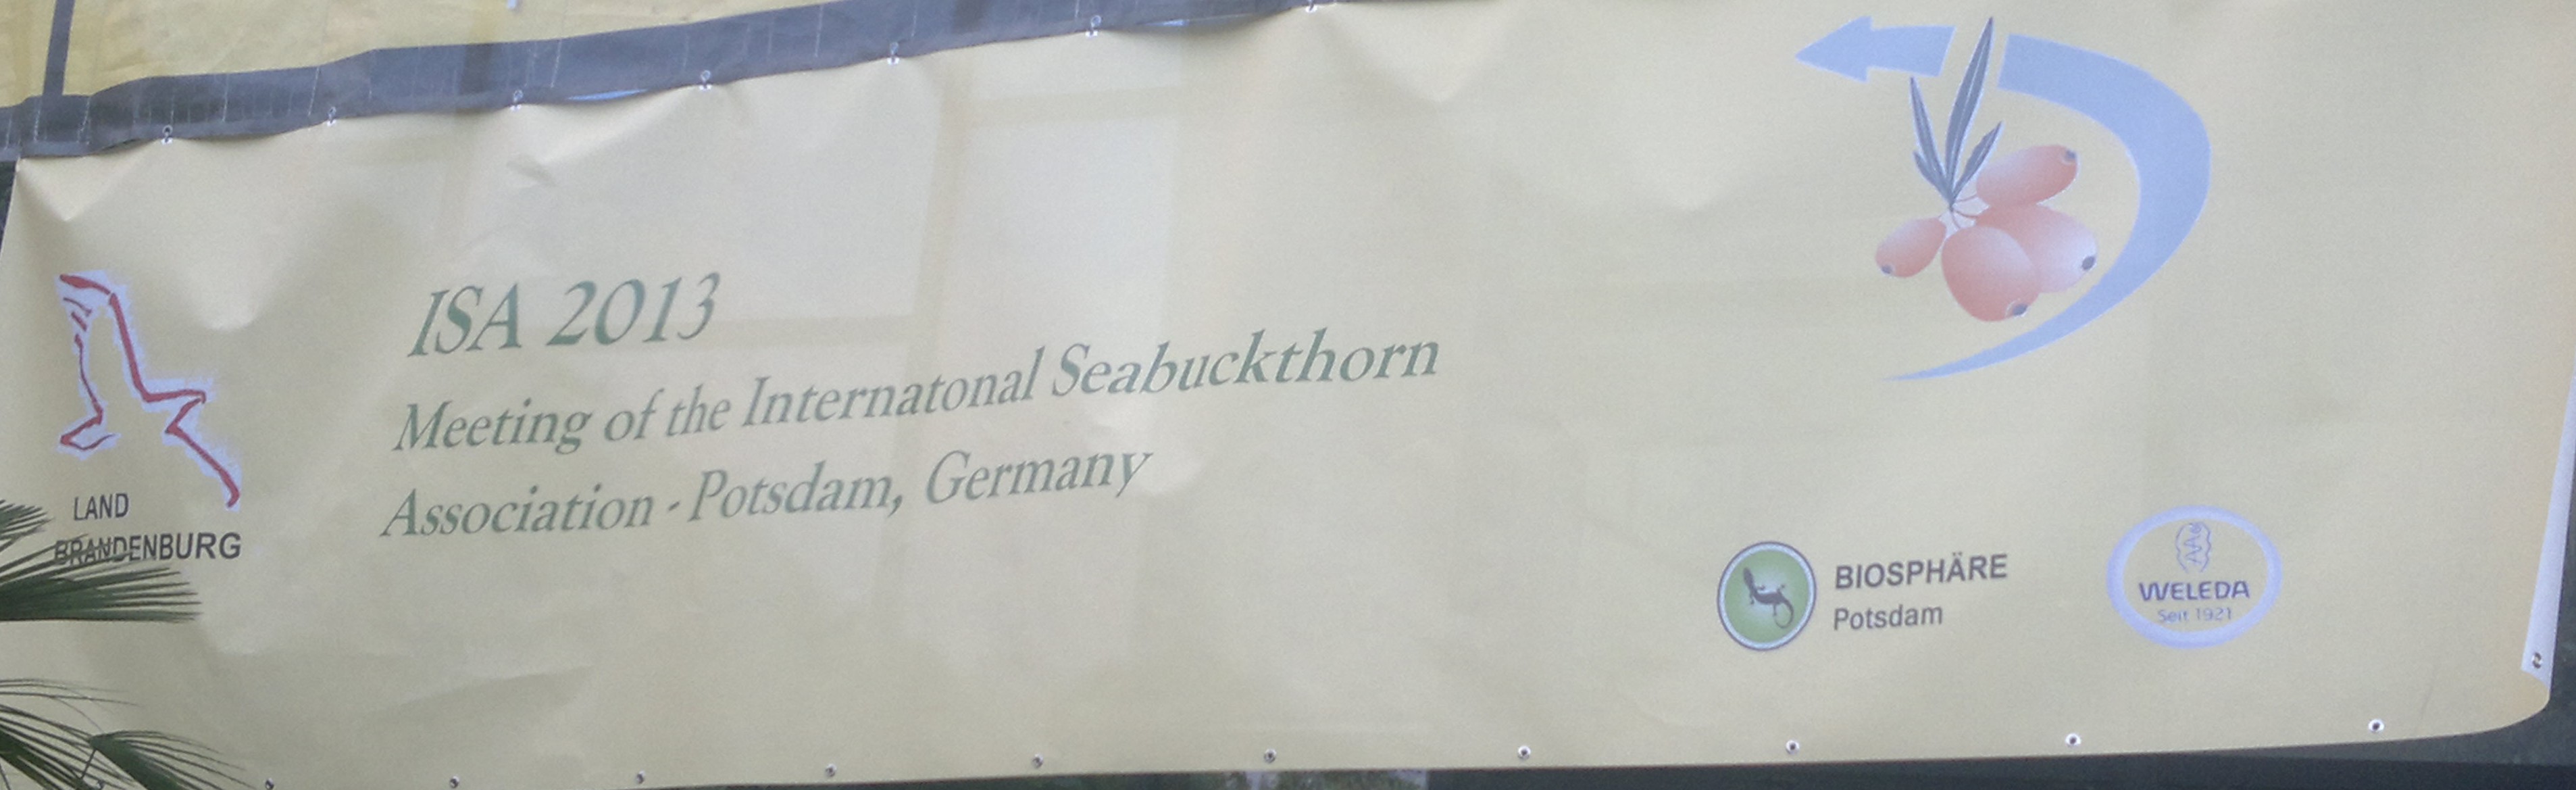 ISA 2013
Meeting of the Internatonal Seabuckthorn
Association - Potsdam, Germany
LAND
BRANDENBURG
BIOSPHÄRE
Potsdam
WELEDA
Seit 1921